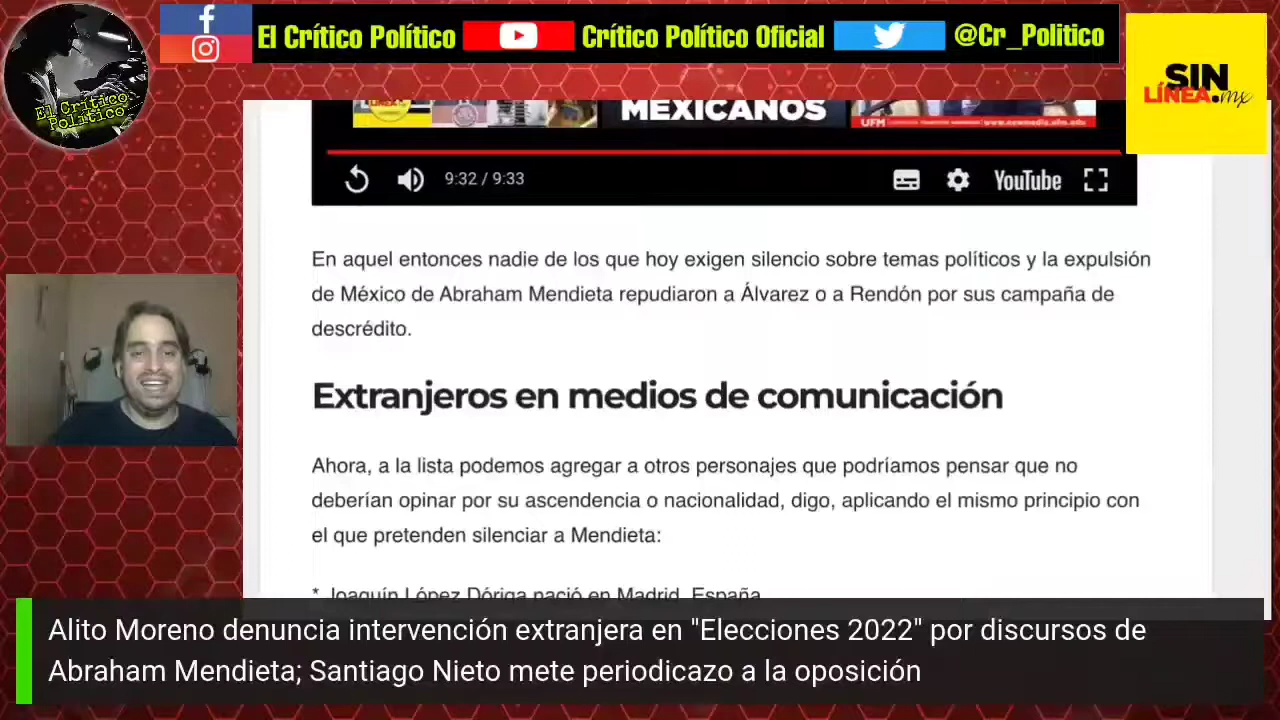 El Crítico Político
Crítico Político Oficial
@Cr_Politico
El Crítico
Político
SIN
LÍNEA.mx
MEXICANOS
UFM
www.newmedia.ufm.edu
9:32 / 9:33
YouTube
En aquel entonces nadie de los que hoy exigen silencio sobre temas políticos y la expulsión
de México de Abraham Mendieta repudiaron a Álvarez o a Rendón por sus campaña de
descrédito.
Extranjeros en medios de comunicación
Ahora, a la lista podemos agregar a otros personajes que podríamos pensar que no
deberían opinar por su ascendencia o nacionalidad, digo, aplicando el mismo principio con
el que pretenden silenciar a Mendieta:
* Joaquín López Dóriga nació en Madrid, España
Alito Moreno denuncia intervención extranjera en "Elecciones 2022" por discursos de
Abraham Mendieta; Santiago Nieto mete periodicazo a la oposición